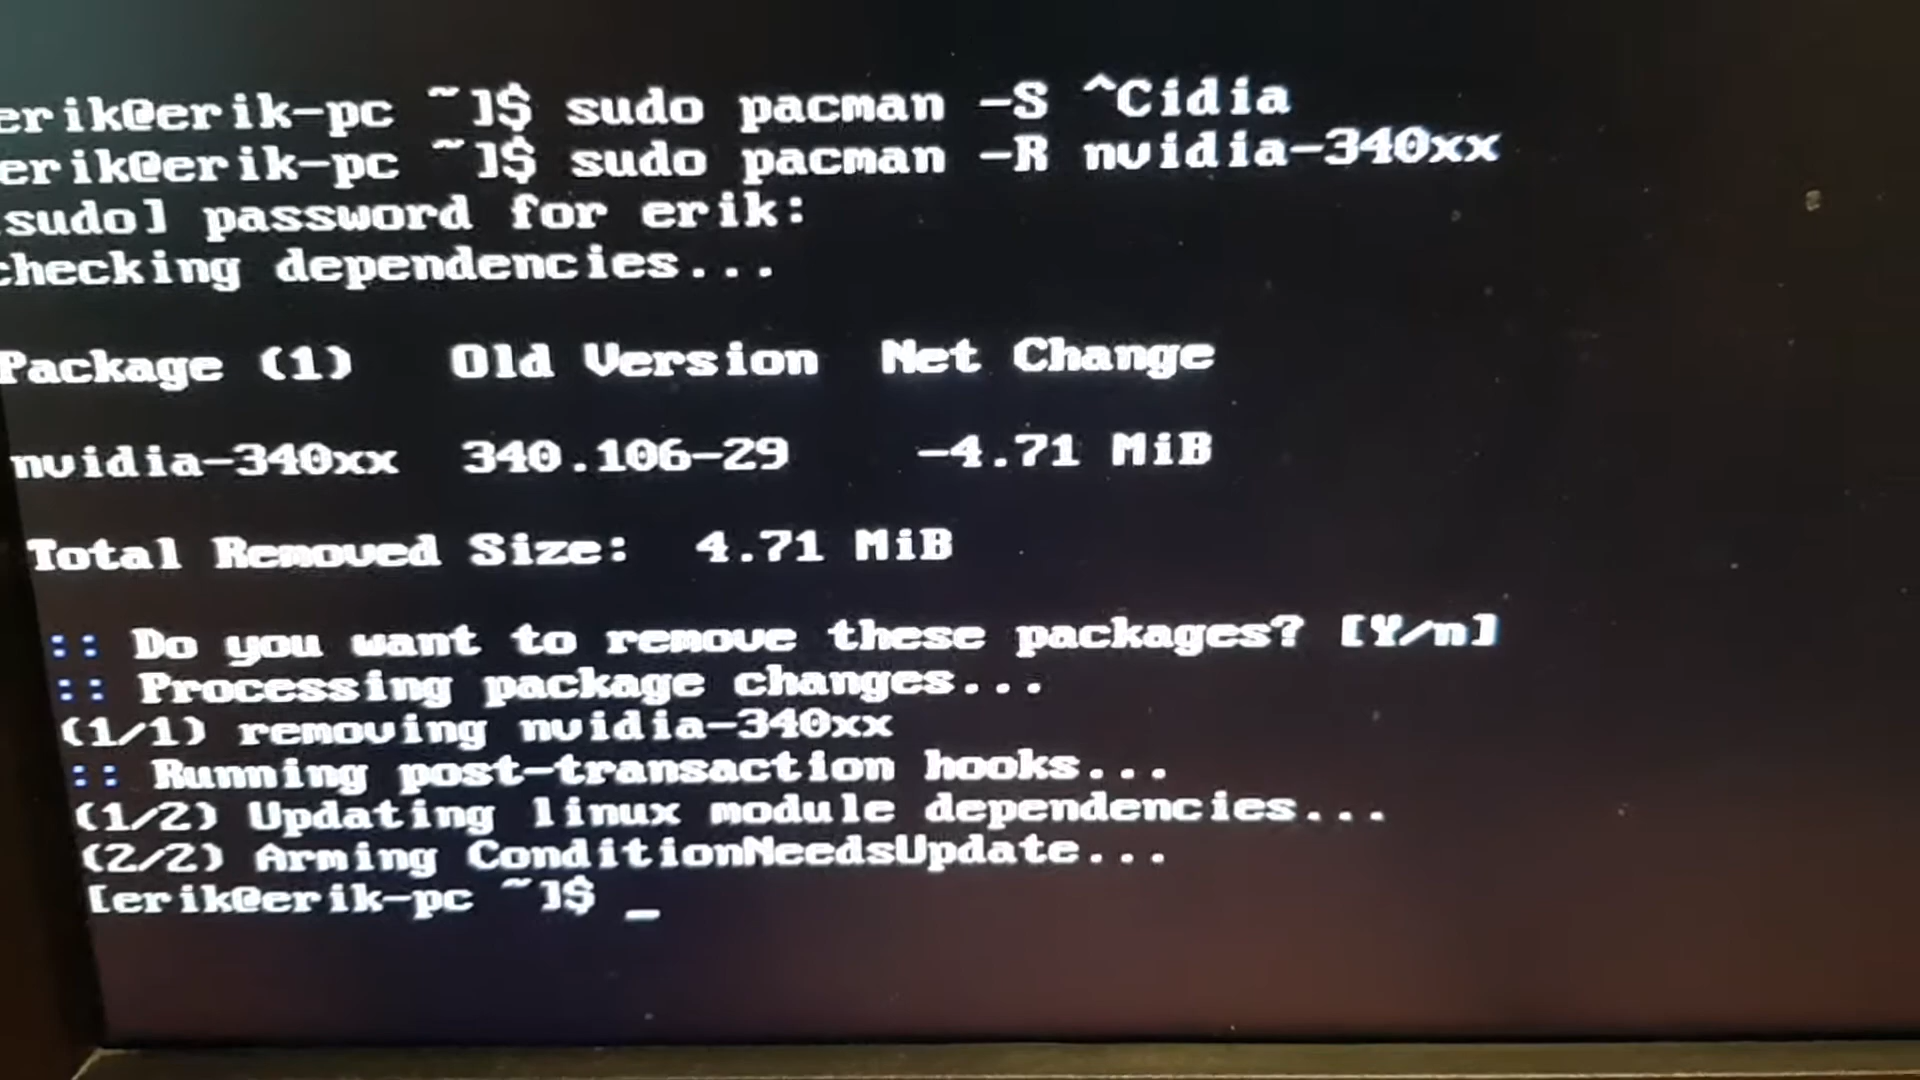 erik@erik-pc ~]$ sudo pacman -S ^Cidia
erik@erik-pc ~]$ sudo pacman -R nvidia-340xx
sudo] password for erik:
checking dependencies...
Package (1) Old Version Net Change
nvidia-340xx 340.106-29 -4.71 MiB
Total Removed Size: 4.71 MiB
:: Do you want to remove these packages? [Y/n]
:: Processing package changes...
(1/1) removing nvidia-340xx
:: Running post-transaction hooks...
(1/2) Updating linux module dependencies...
(2/2) Arming ConditionNeedsUpdate...
[erik@erik-pc ~]$ _